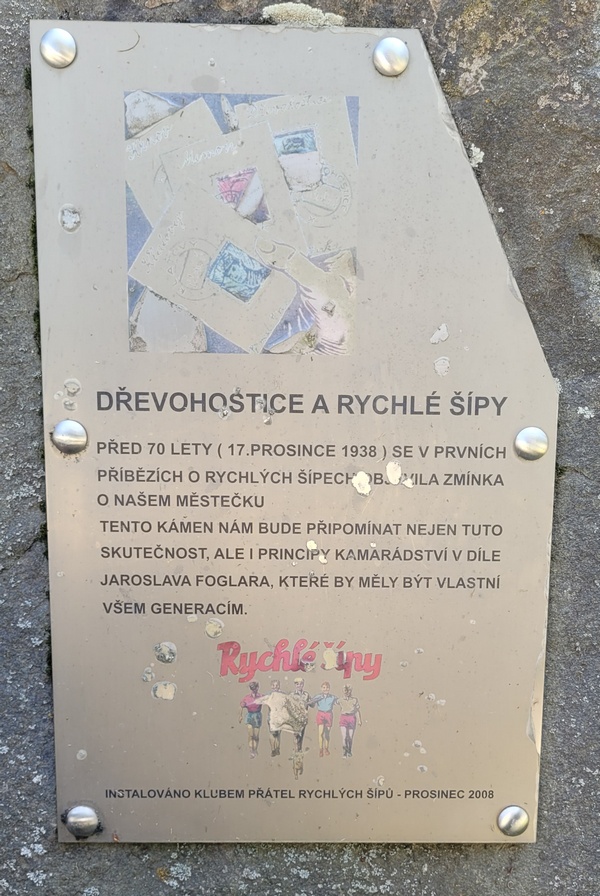 DŘEVOHOSTICE A RYCHLÉ ŠÍPY
PŘED 70 LETY ( 17.PROSINCE 1938 ) SE V PRVNÍCH
PŘÍBĚZÍCH O RYCHLÝCH ŠÍPECH OBJEVILA ZMÍNKA
O NAŠEM MĚSTEČKU
TENTO KÁMEN NÁM BUDE PŘIPOMÍNAT NEJEN TUTO
SKUTEČNOST, ALE I PRINCIPY KAMARÁDSTVÍ V DÍLE
JAROSLAVA FOGLARA, KTERÉ BY MĚLY BÝT VLASTNÍ
VŠEM GENERACÍM.
Rychlé šípy
INSTALOVÁNO KLUBEM PŘÁTEL RYCHLÝCH ŠÍPŮ - PROSINEC 2008